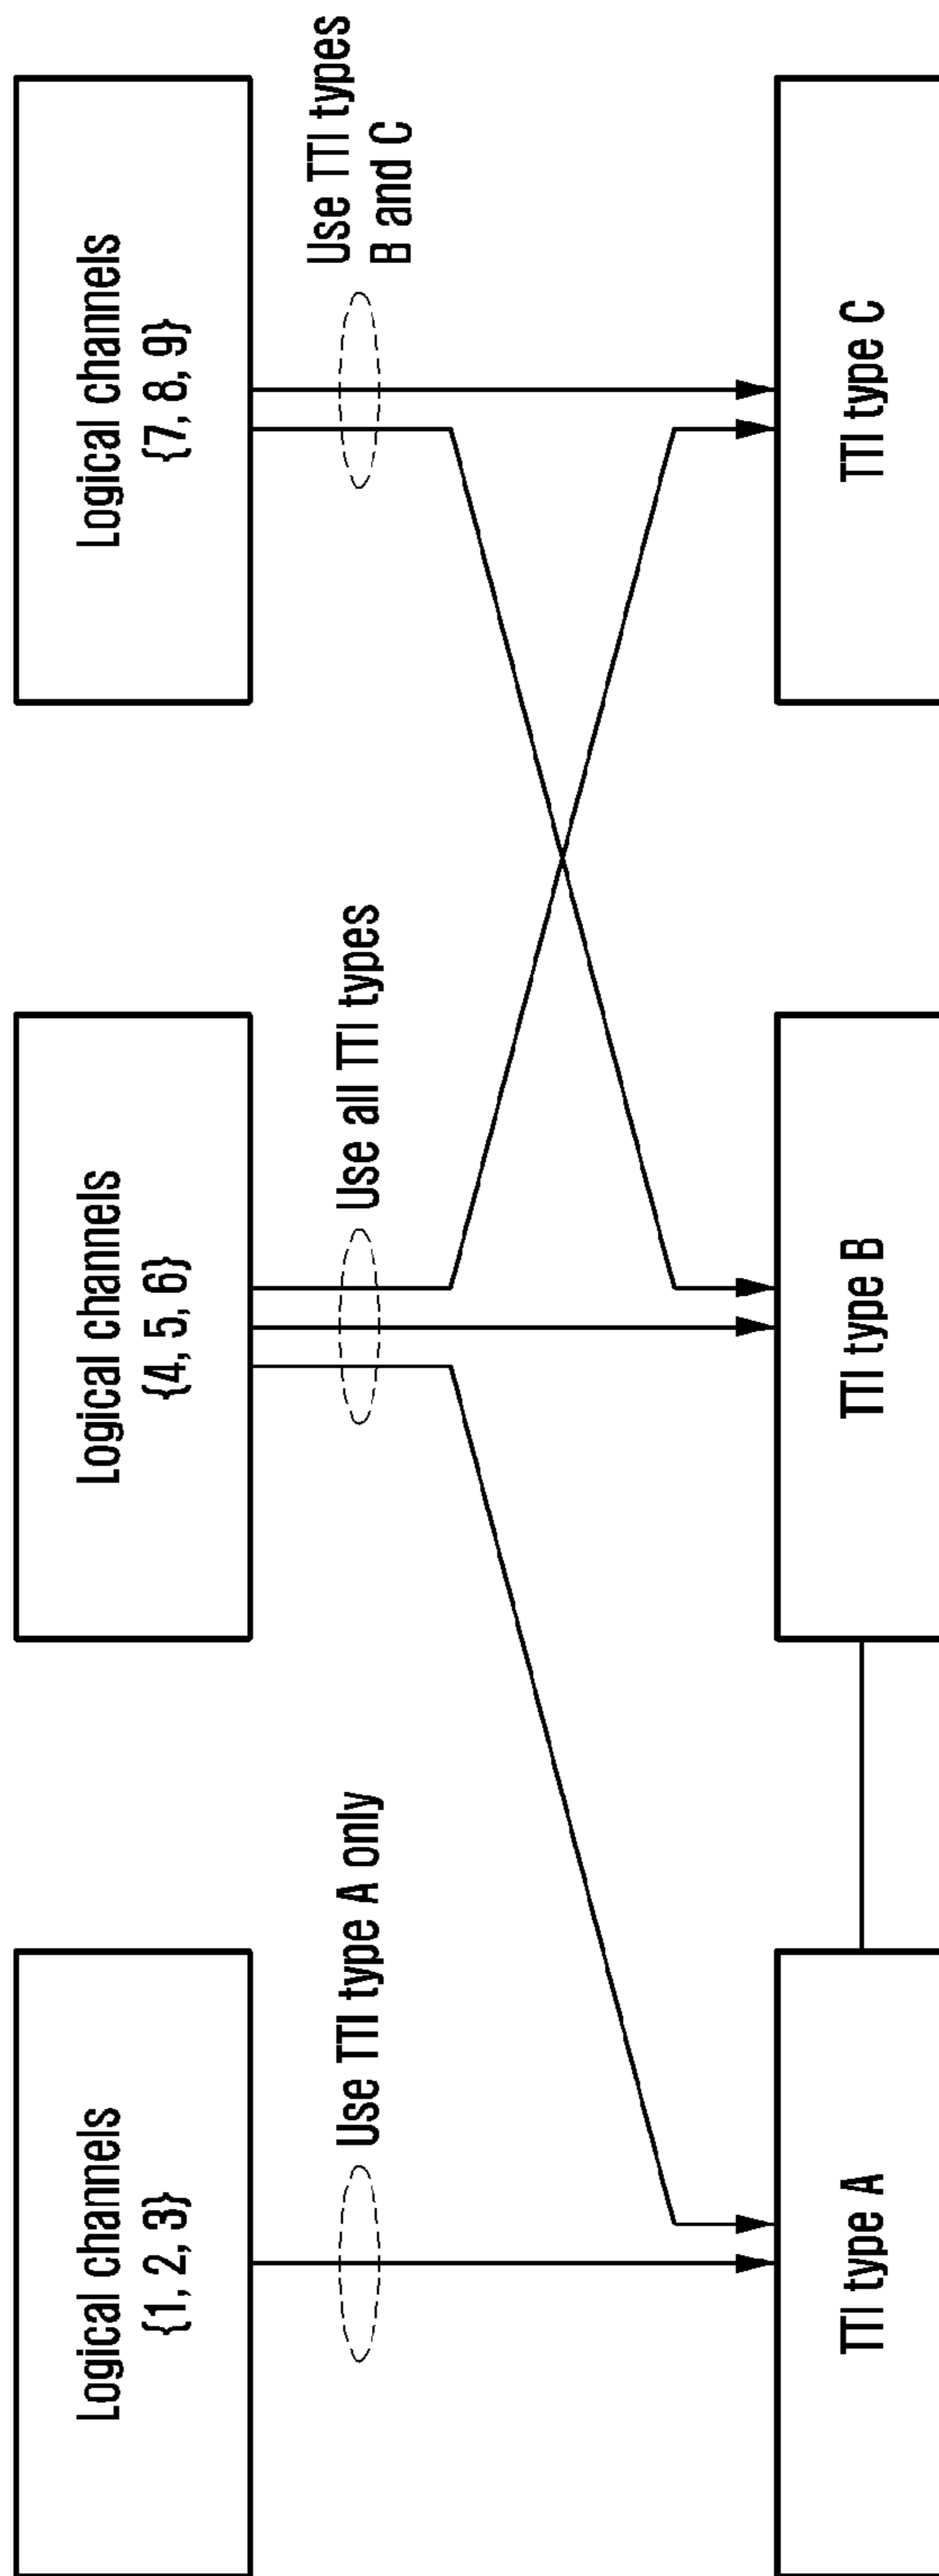 Logical channels
{1, 2, 3}
Logical channels
{4, 5, 6}
Logical channels
{7, 8, 9}
Use TTI type A only
Use all TTI types
Use TTI types
B and C
TTI type A
TTI type B
TTI type C